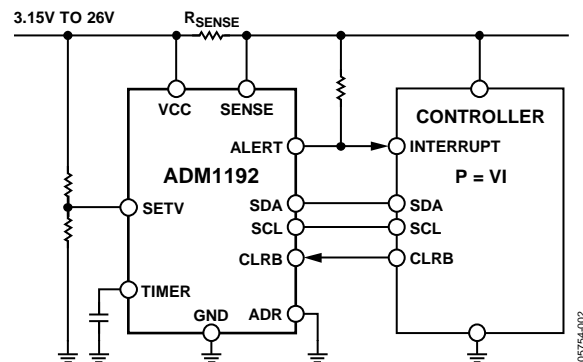 3.15V TO 26V
RSENSE
VCC
SENSE
CONTROLLER
ALERT
INTERRUPT
ADM1192
P = VI
SETV
SDA
SDA
SCL
SCL
CLRB
CLRB
TIMER
GND
ADR
06754-002